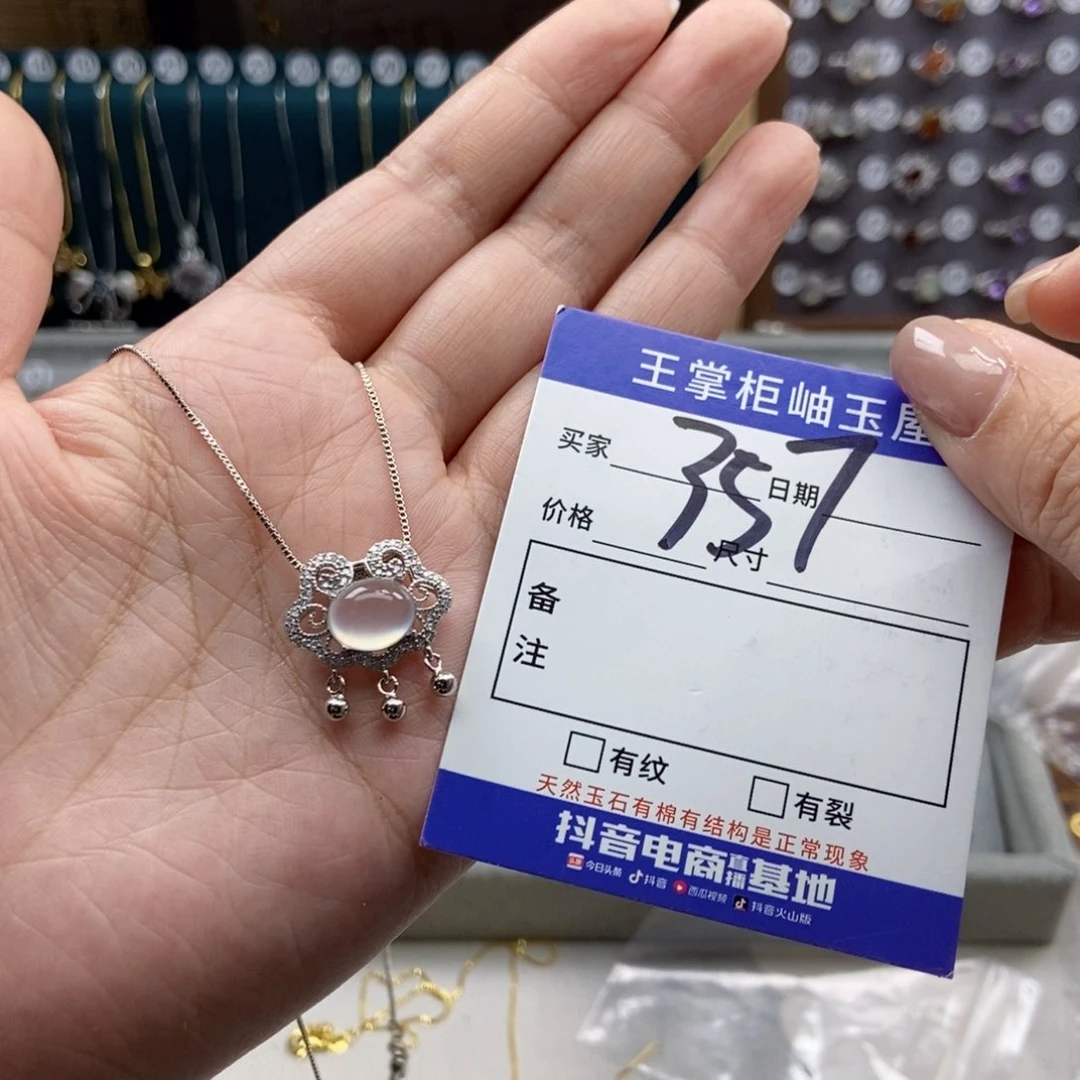 王掌柜岫玉屋
买家 日期
357
价格 尺寸
备
注
有纹 有裂
天然玉石有棉有结构是正常现象
抖音电商直播基地
今日头条 抖音 西瓜视频 抖音火山版